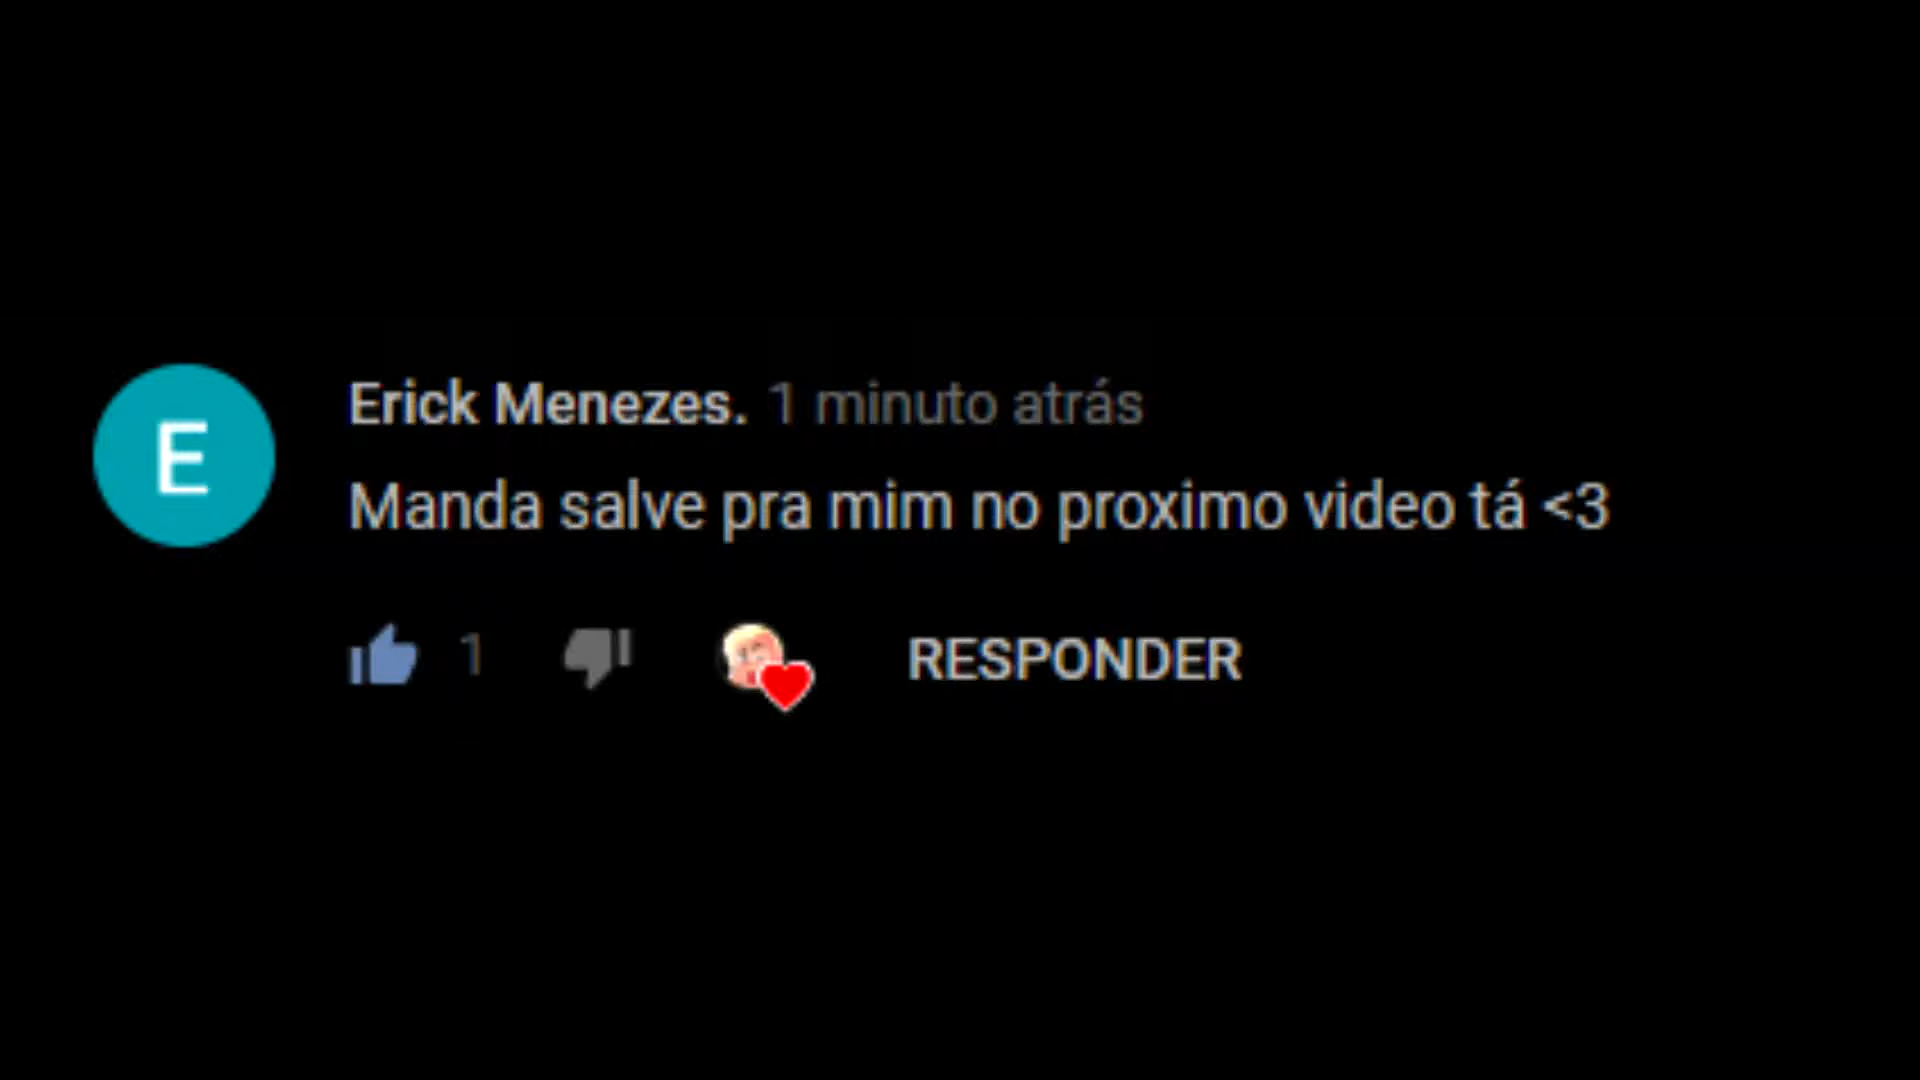 E
Erick Menezes. 1 minuto atrás
Manda salve pra mim no proximo video tá <3
1
RESPONDER